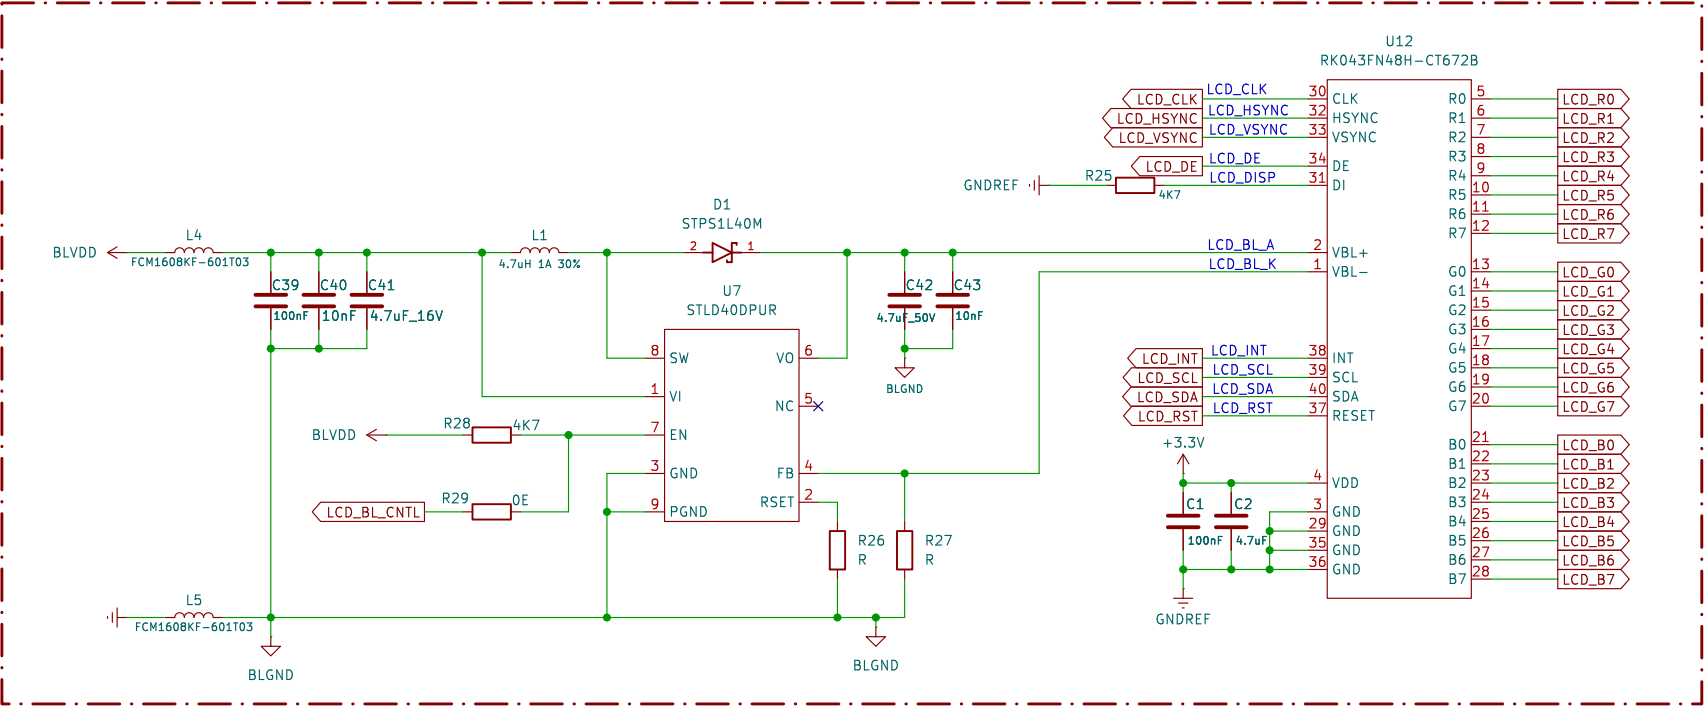 U12
RK043FN48H-CT672B
LCD_CLK LCD_CLK 30 CLK R0 5 LCD_R0
LCD_HSYNC LCD_HSYNC 32 HSYNC R1 6 LCD_R1
LCD_VSYNC LCD_VSYNC 33 VSYNC R2 7 LCD_R2
R3 8 LCD_R3
LCD_DE LCD_DE 34 DE
R4 9 LCD_R4
GNDREF R25 4K7 LCD_DISP 31 DI
R5 10 LCD_R5
R6 11 LCD_R6
R7 12 LCD_R7
D1
STPS1L40M
2 1
BLVDD
L4
FCM1608KF-601T03
L1
4.7uH 1A 30%
LCD_BL_A 2 VBL+
LCD_BL_K 1 VBL-
G0 13 LCD_G0
G1 14 LCD_G1
G2 15 LCD_G2
G3 16 LCD_G3
G4 17 LCD_G4
G5 18 LCD_G5
G6 19 LCD_G6
G7 20 LCD_G7
C39
100nF
C40
10nF
C41
4.7uF_16V
U7
STLD40DPUR
C42
4.7uF_50V
C43
10nF
BLGND
8 SW VO 6
1 VI
NC 5
7 EN
3 GND FB 4
RSET 2
9 PGND
LCD_INT LCD_INT 38 INT
LCD_SCL LCD_SCL 39 SCL
LCD_SDA LCD_SDA 40 SDA
LCD_RST LCD_RST 37 RESET
BLVDD R28 4K7
LCD_BL_CNTL R29 0E
+3.3V
4 VDD
3 GND
29 GND
35 GND
36 GND
C1
100nF
C2
4.7uF
GNDREF
B0 21 LCD_B0
B1 22 LCD_B1
B2 23 LCD_B2
B3 24 LCD_B3
B4 25 LCD_B4
B5 26 LCD_B5
B6 27 LCD_B6
B7 28 LCD_B7
R26
R
R27
R
L5
FCM1608KF-601T03
BLGND
BLGND